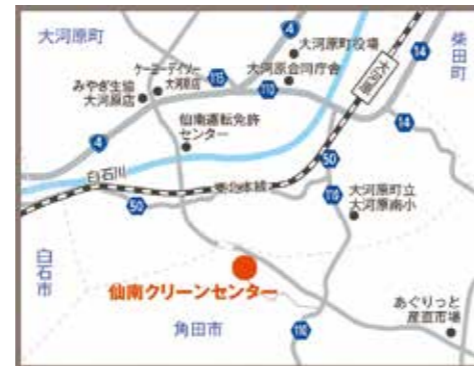 大河原町
4
大河原町役場
柴田町
14
ケーヨーデイツー
大河原店
115
大河原合同庁舎
大河原
みやぎ生協
大河原店
110
仙南運転免許
センター
14
4
白石川
東北本線
50
50
110
大河原町立
大河原南小
白石市
仙南クリーンセンター
あぐりっと
産直市場
角田市
110